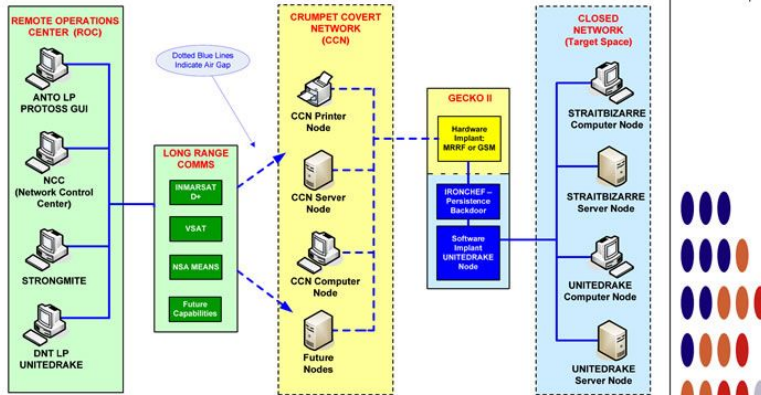 REMOTE OPERATIONS
CENTER (ROC)
ANTO LP
PROTOSS GUI
NCC
(Network Control
Center)
STRONGMITE
DNT LP
UNITEDRAKE
Dotted Blue Lines
Indicate Air Gap
LONG RANGE
COMMS
INMARSAT
D+
VSAT
NSA MEANS
Future
Capabilities
CRUMPET COVERT
NETWORK
(CCN)
CCN Printer
Node
CCN Server
Node
CCN Computer
Node
Future
Nodes
GECKO II
Hardware
Implant:
MRRF or GSM
IRONCHEF –
Persistence
Backdoor
Software
Implant
UNITEDRAKE
Node
CLOSED
NETWORK
(Target Space)
STRAITBIZARRE
Computer Node
STRAITBIZARRE
Server Node
UNITEDRAKE
Computer Node
UNITEDRAKE
Server Node